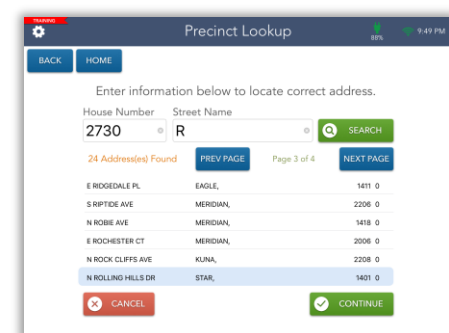 TRAINING
Precinct Lookup
88%
9:49 PM
BACK HOME
Enter information below to locate correct address.
House Number Street Name
2730 R SEARCH
24 Address(es) Found PREV PAGE Page 3 of 4 NEXT PAGE
E RIDGEDALE PL EAGLE, 1411 0
S RIPTIDE AVE MERIDIAN, 2206 0
N ROBIE AVE MERIDIAN, 1418 0
E ROCHESTER CT MERIDIAN, 2006 0
N ROCK CLIFFS AVE KUNA, 2208 0
N ROLLING HILLS DR STAR, 1401 0
CANCEL CONTINUE